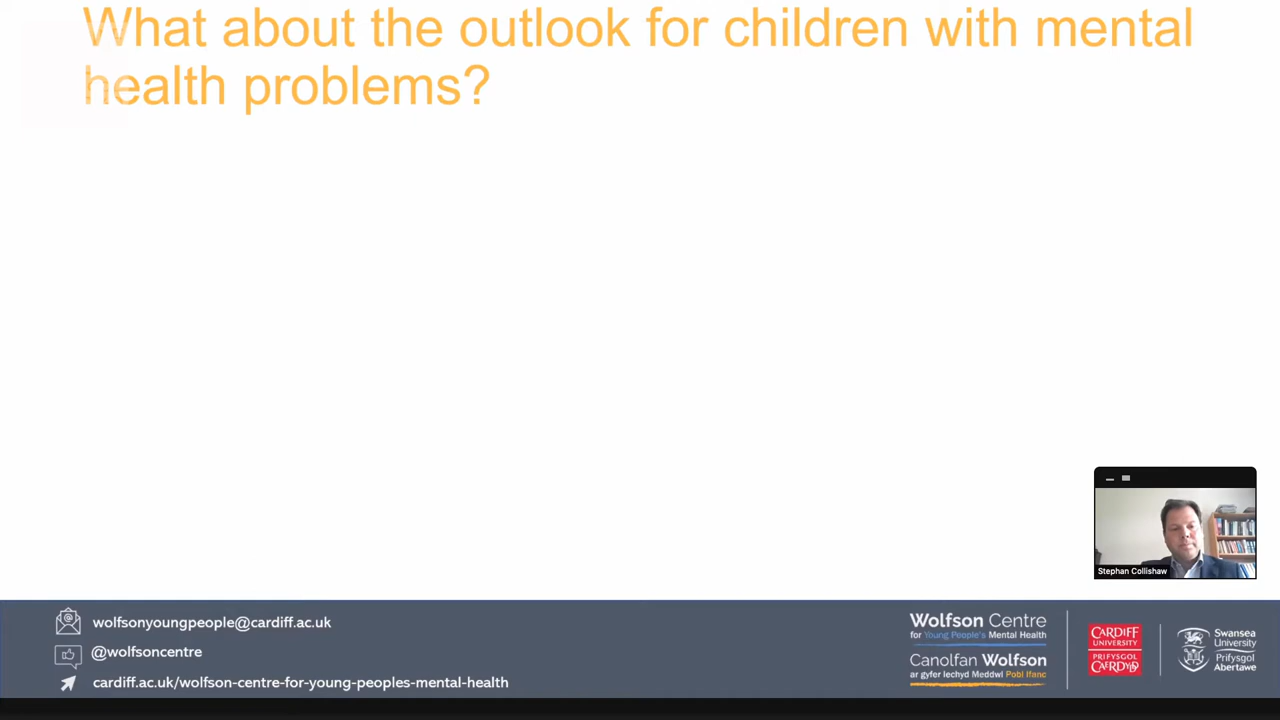 What about the outlook for children with mental
health problems?
Stephan Collishaw
wolfsonyoungpeople@cardiff.ac.uk
@wolfsoncentre
cardiff.ac.uk/wolfson-centre-for-young-peoples-mental-health
Wolfson Centre
for Young People's Mental Health
Canolfan Wolfson
ar gyfer Iechyd Meddwl Pobl Ifanc
CARDIFF
UNIVERSITY
PRIFYSGOL
CAERDYDD
Swansea
University
Prifysgol
Abertawe